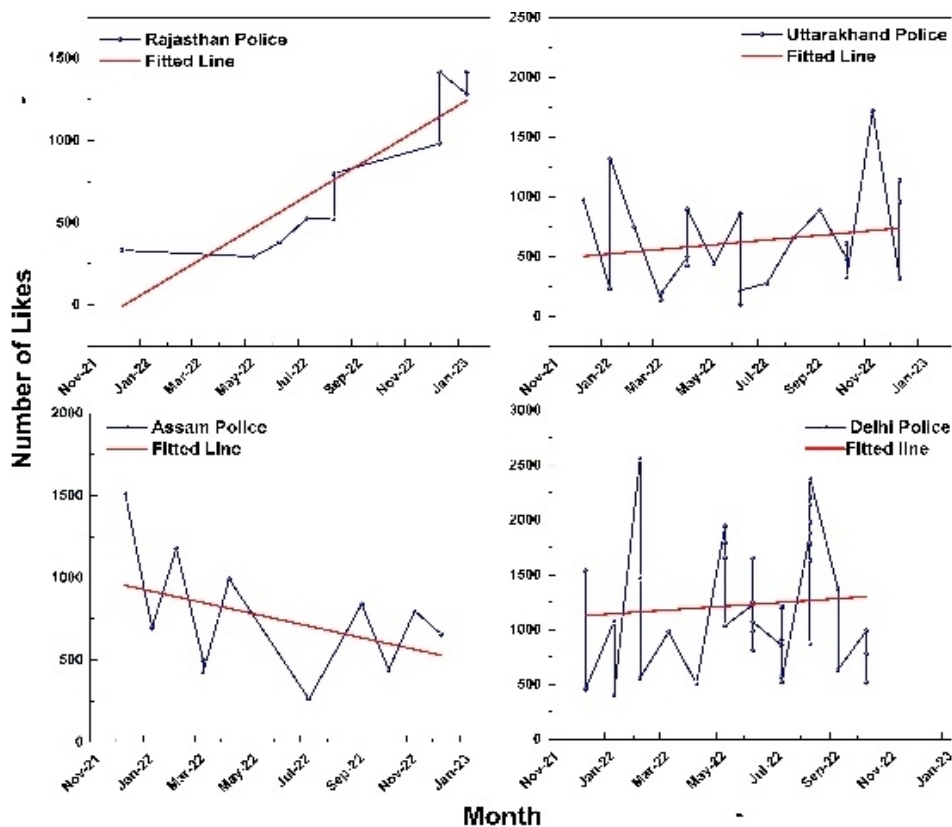 Number of Likes
Rajasthan Police
Fitted Line
1500
1000
500
0
Nov-21
Jan-22
Mar-22
May-22
Jul-22
Sep-22
Nov-22
Jan-23
Uttarakhand Police
Fitted Line
2500
2000
1500
1000
500
0
Nov-21
Jan-22
Mar-22
May-22
Jul-22
Sep-22
Nov-22
Jan-23
Assam Police
Fitted Line
2000
1500
1000
500
0
Nov-21
Jan-22
Mar-22
May-22
Jul-22
Sep-22
Nov-22
Jan-23
Delhi Police
Fitted line
3000
2500
2000
1500
1000
500
0
Nov-21
Jan-22
Mar-22
May-22
Jul-22
Sep-22
Nov-22
Jan-23
Month